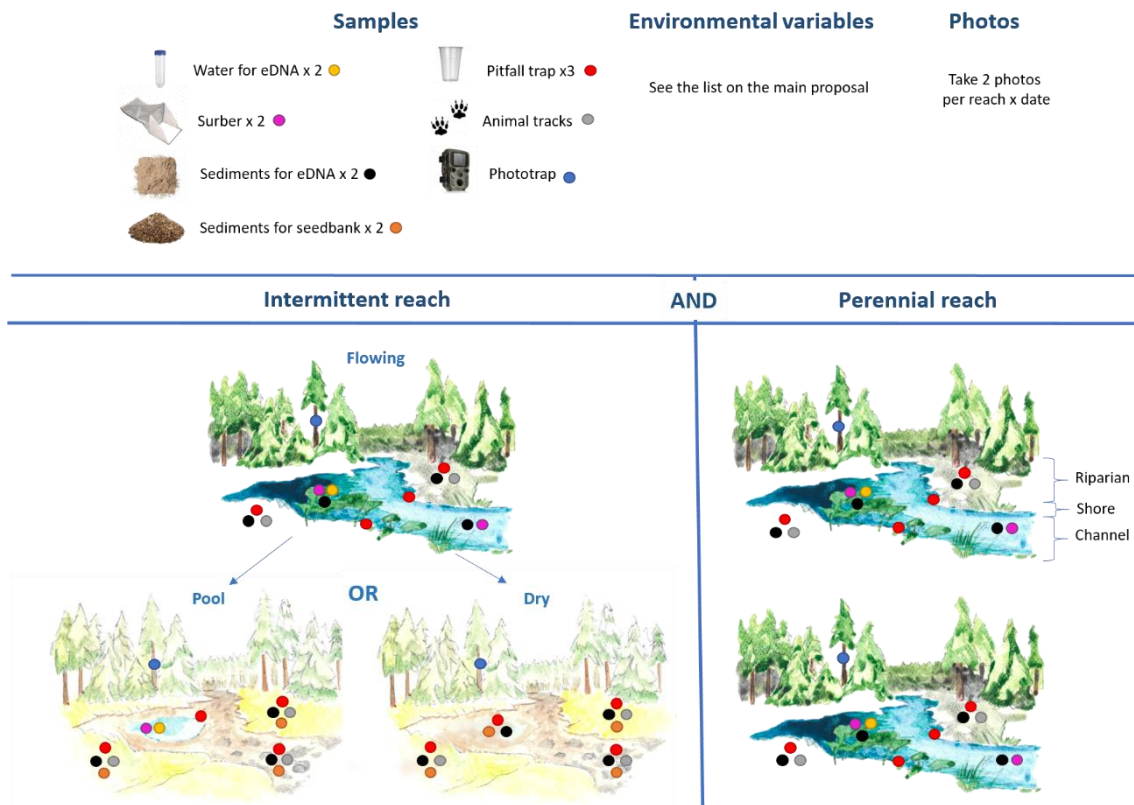 Samples
Environmental variables
Photos
Water for eDNA x 2
Pitfall trap x3
See the list on the main proposal
Take 2 photos
per reach x date
Surber x 2
Animal tracks
Sediments for eDNA x 2
Phototrap
Sediments for seedbank x 2
Intermittent reach
AND
Perennial reach
Flowing
Riparian
Shore
Channel
Pool
OR
Dry